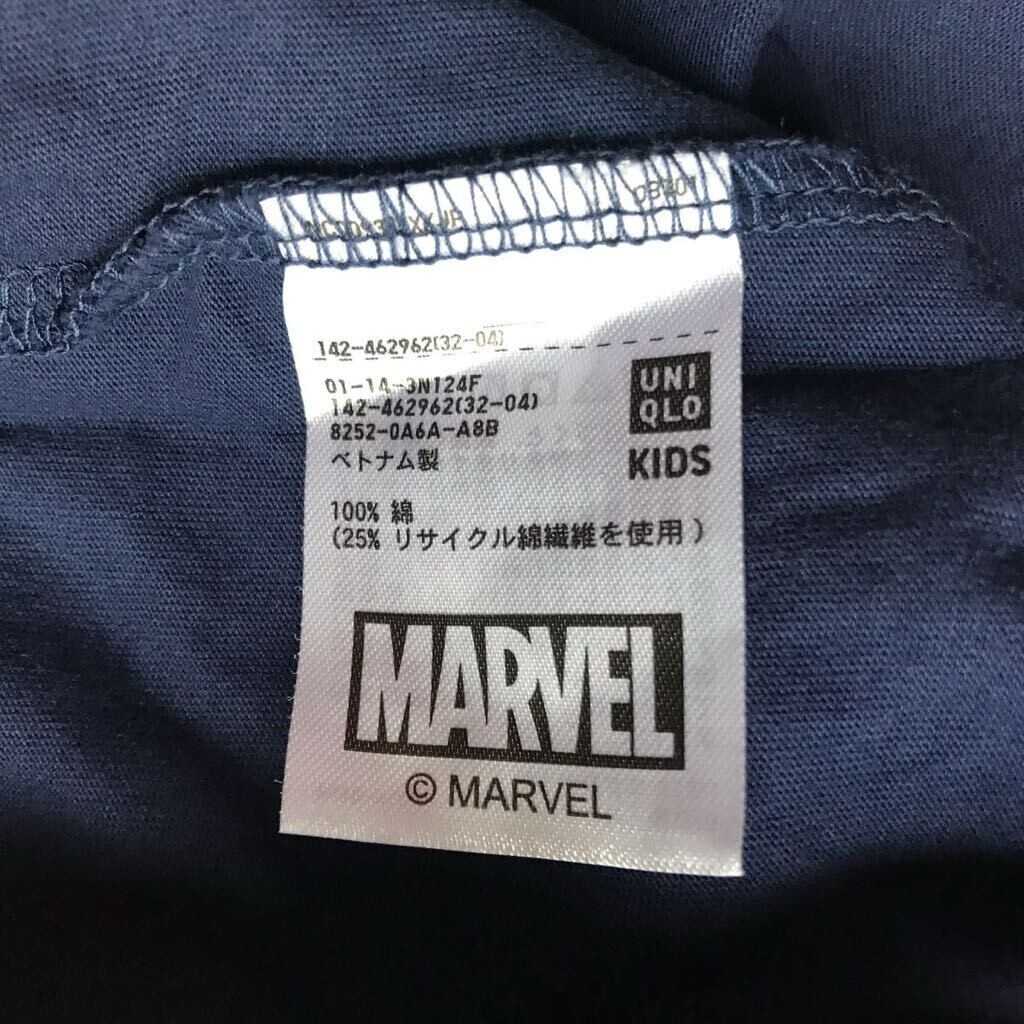 142-462962(32-04)
01-14-3N124F
142-462962(32-04)
8252-0A6A-A8B
ベトナム製
UNI
QLO
KIDS
100% 綿
(25% リサイクル綿繊維を使用)
MARVEL
© MARVEL